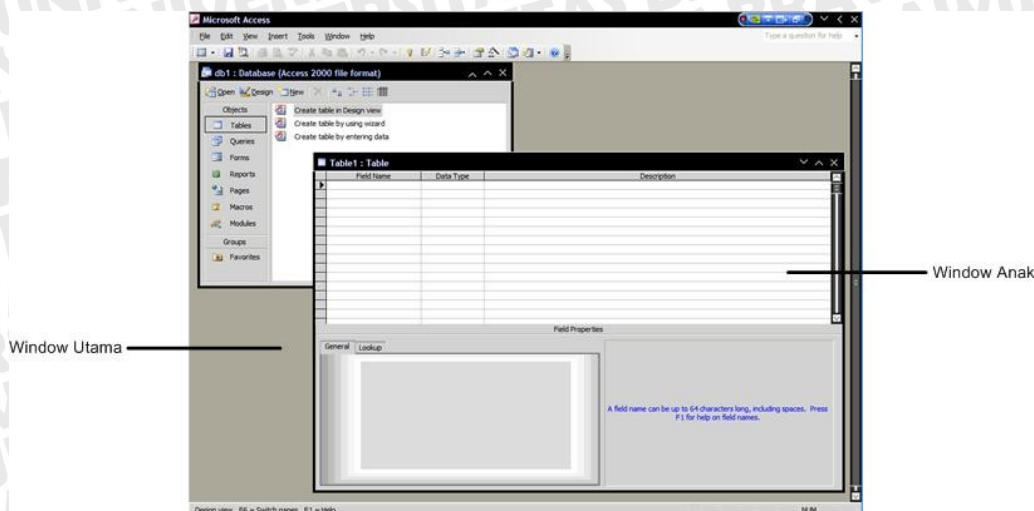 Microsoft Access
File Edit View Insert Tools Window Help
Type a question for help
db1 : Database (Access 2000 file format)
Open Design New
Objects
Tables
Queries
Forms
Reports
Pages
Macros
Modules
Groups
Favorites
Create table in Design view
Create table by using wizard
Create table by entering data
Table1 : Table
Field Name Data Type Description
Window Anak
Window Utama
Field Properties
General Lookup
A field name can be up to 64 characters long, including spaces. Press
F1 for help on field names.
Design view. F6 = Switch panes. F1 = Help.
NUM